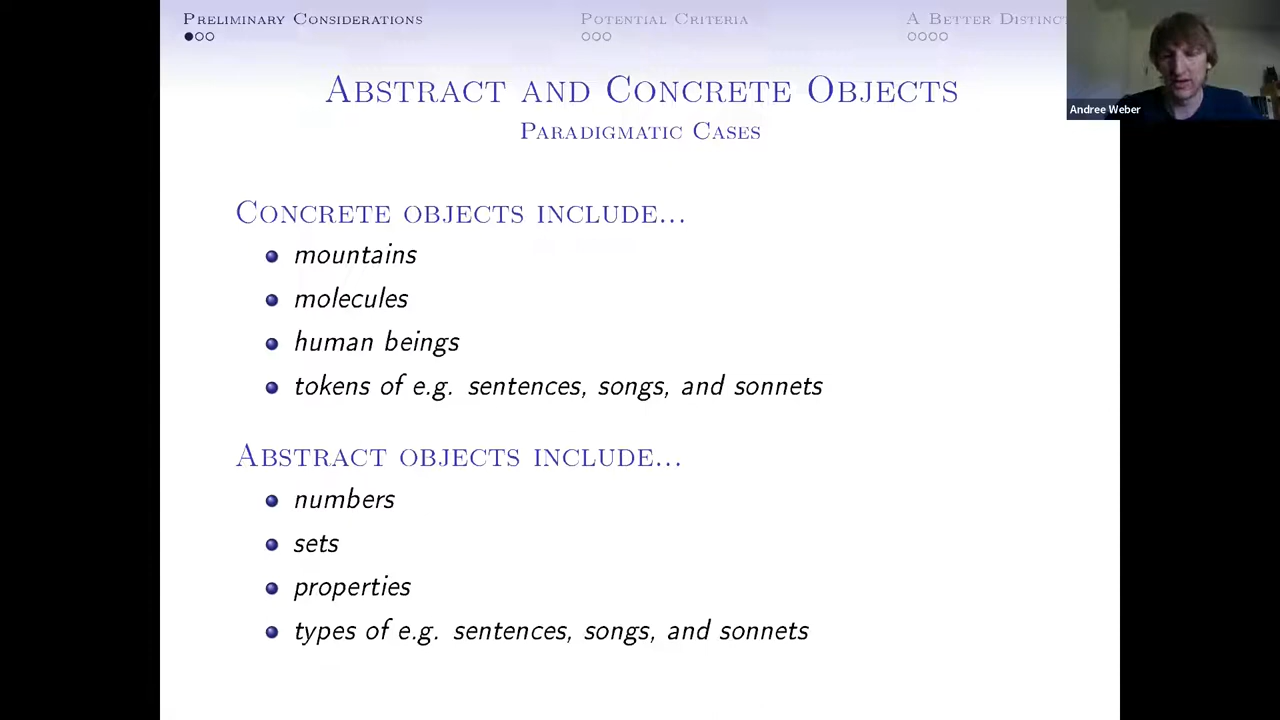 Preliminary Considerations
Potential Criteria
A Better Distinct
Andree Weber
Abstract and Concrete Objects
Paradigmatic Cases
Concrete objects include...
mountains
molecules
human beings
tokens of e.g. sentences, songs, and sonnets
Abstract objects include...
numbers
sets
properties
types of e.g. sentences, songs, and sonnets